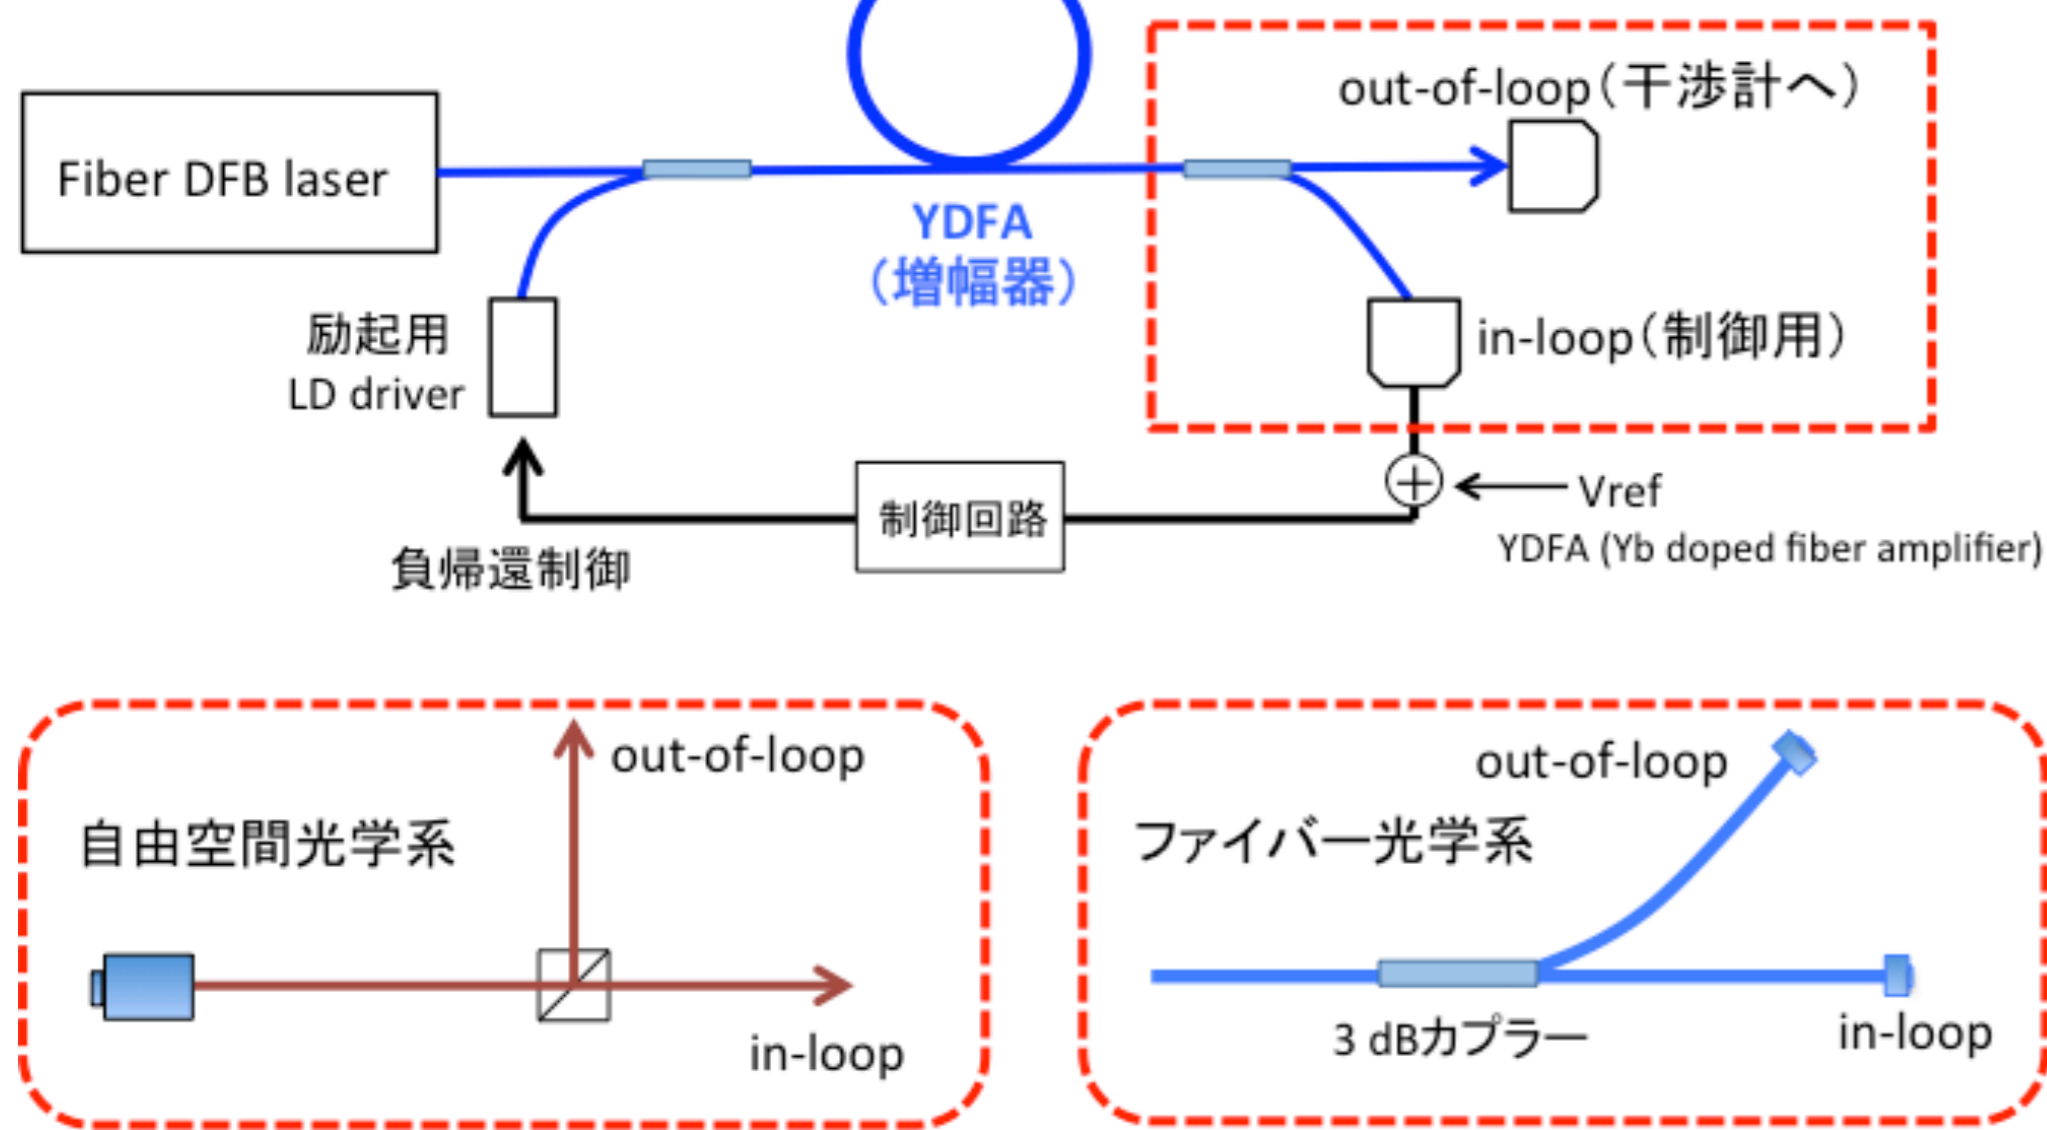 out-of-loop（干渉計へ）
Fiber DFB laser
YDFA
（増幅器）
励起用
LD driver
in-loop（制御用）
Vref
制御回路
YDFA (Yb doped fiber amplifier)
負帰還制御
out-of-loop
自由空間光学系
in-loop
out-of-loop
ファイバー光学系
3 dBカプラー
in-loop